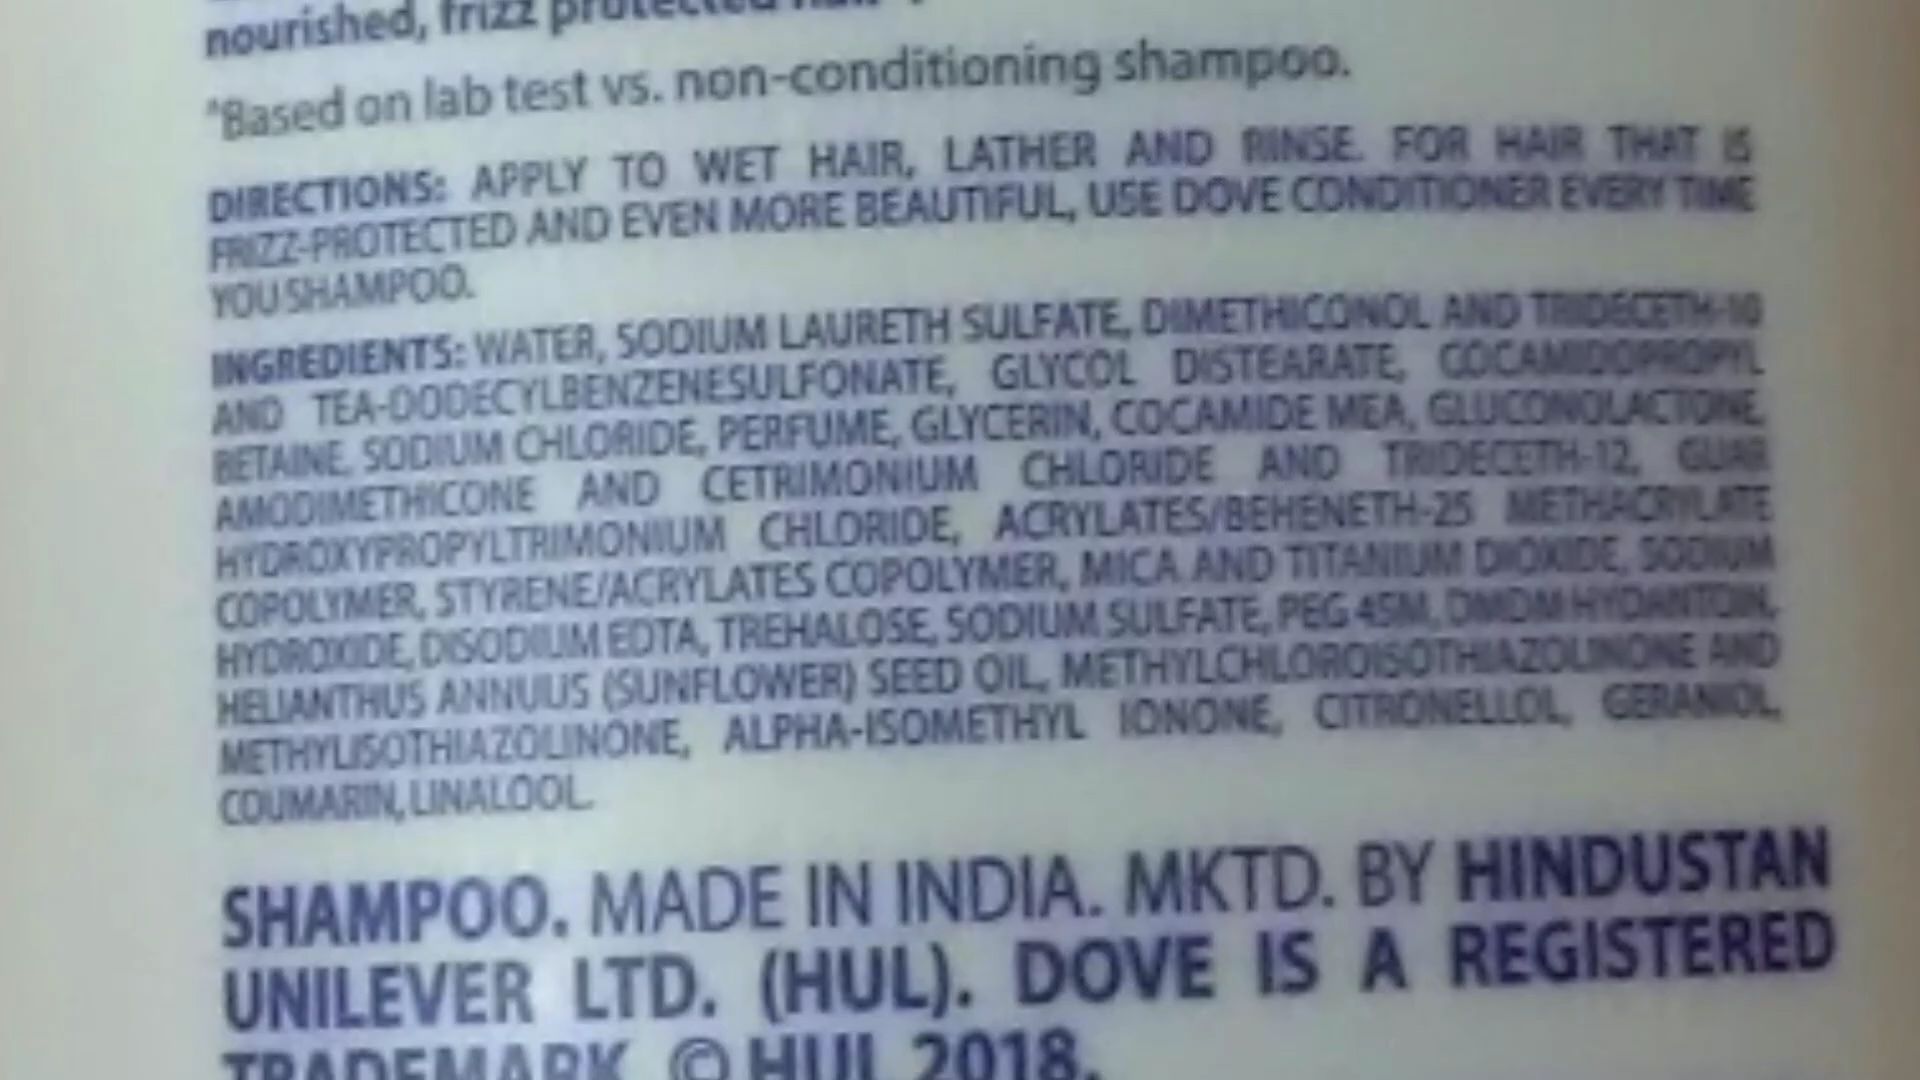 nourished, frizz protected hair
*Based on lab test vs. non-conditioning shampoo.
DIRECTIONS: APPLY TO WET HAIR, LATHER AND RINSE. FOR HAIR THAT IS
FRIZZ-PROTECTED AND EVEN MORE BEAUTIFUL, USE DOVE CONDITIONER EVERY TIME
YOU SHAMPOO.
INGREDIENTS: WATER, SODIUM LAURETH SULFATE, DIMETHICONOL AND TRIDECETH-10
AND TEA-DODECYLBENZENESULFONATE, GLYCOL DISTEARATE, COCAMIDOPROPYL
BETAINE, SODIUM CHLORIDE, PERFUME, GLYCERIN, COCAMIDE MEA, GLUCONOLACTONE,
AMODIMETHICONE AND CETRIMONIUM CHLORIDE AND TRIDECETH-12, GUAR
HYDROXYPROPYLTRIMONIUM CHLORIDE, ACRYLATES/BEHENETH-25 METHACRYLATE
COPOLYMER, STYRENE/ACRYLATES COPOLYMER, MICA AND TITANIUM DIOXIDE, SODIUM
HYDROXIDE, DISODIUM EDTA, TREHALOSE, SODIUM SULFATE, PEG 45M, DMDM HYDANTOIN,
HELIANTHUS ANNUUS (SUNFLOWER) SEED OIL, METHYLCHLOROISOTHIAZOLINONE AND
METHYLISOTHIAZOLINONE, ALPHA-ISOMETHYL IONONE, CITRONELLOL, GERANIOL,
COUMARIN, LINALOOL.
SHAMPOO. MADE IN INDIA. MKTD. BY HINDUSTAN
UNILEVER LTD. (HUL). DOVE IS A REGISTERED
TRADEMARK © HUL 2018.